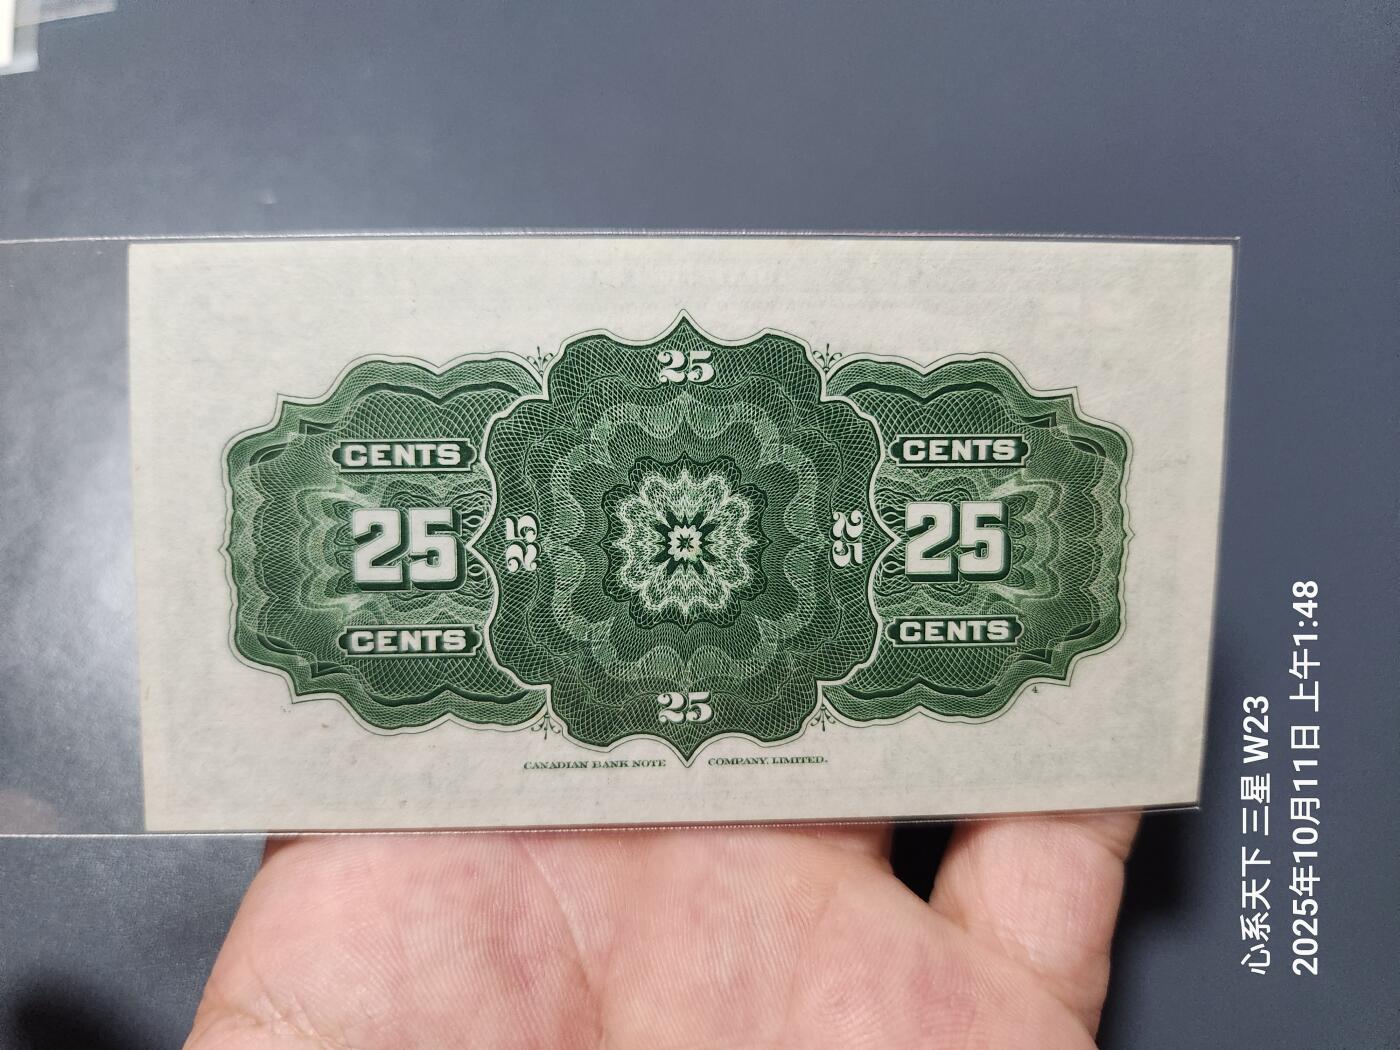 25
CENTS
CENTS
25
25
25
25
CENTS
CENTS
25
CANADIAN BANK NOTE COMPANY, LIMITED.
4
心系天下 三星 W23
2025年10月11日 上午1:48